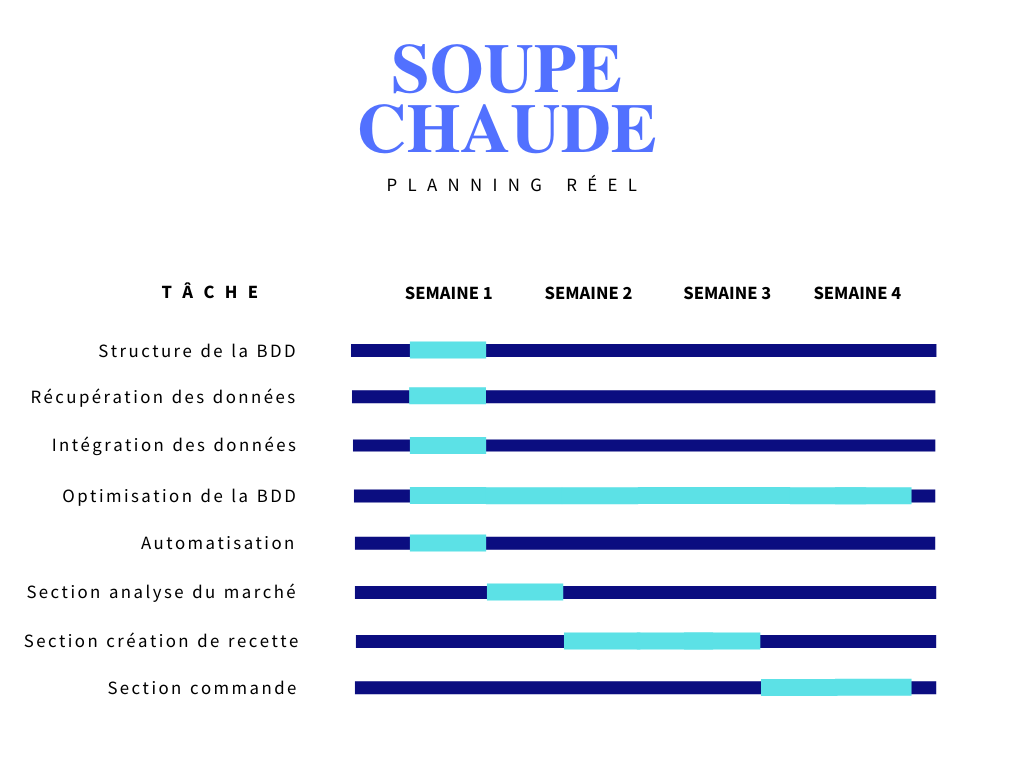 SOUPE
CHAUDE
PLANNING RÉEL
TÂCHE SEMAINE 1 SEMAINE 2 SEMAINE 3 SEMAINE 4
Structure de la BDD
Récupération des données
Intégration des données
Optimisation de la BDD
Automatisation
Section analyse du marché
Section création de recette
Section commande